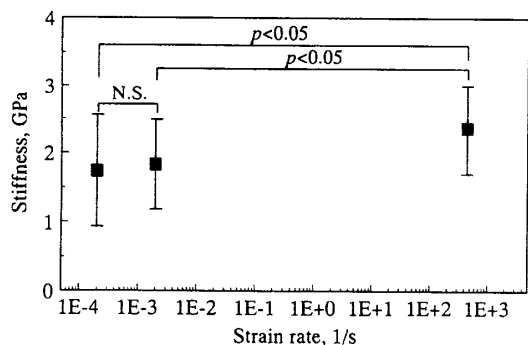 4
p<0.05
3
p<0.05
N.S.
2
1
0
Stiffness, GPa
1E-4 1E-3 1E-2 1E-1 1E+0 1E+1 1E+2 1E+3
Strain rate, 1/s